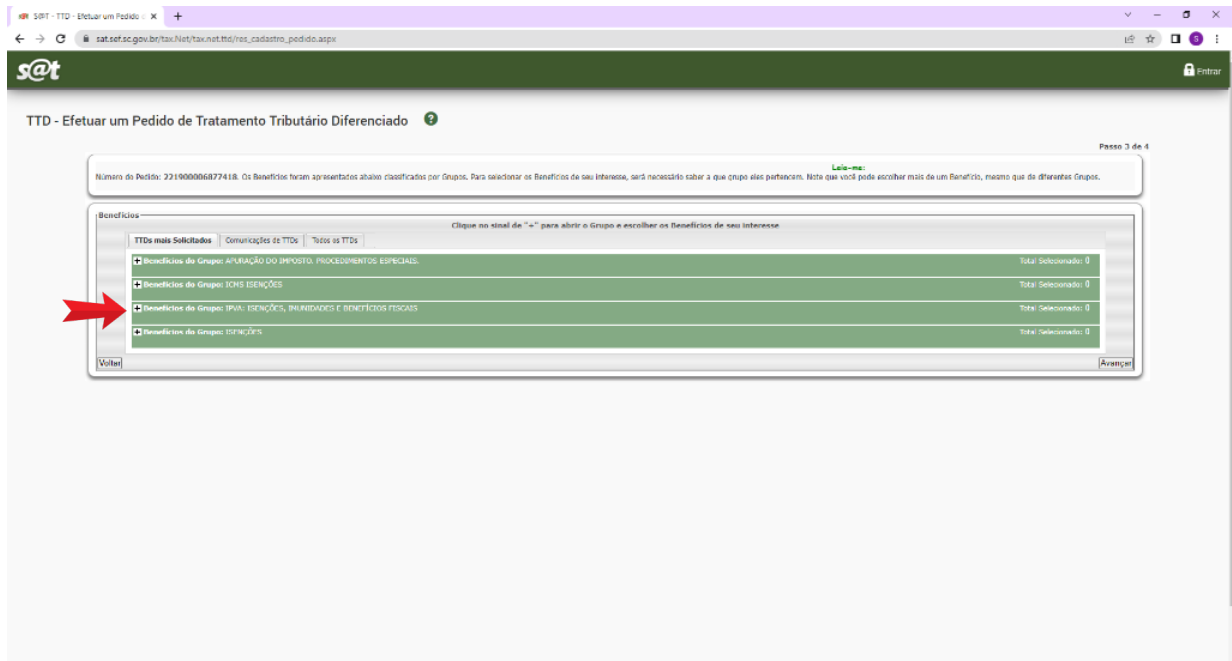 S@T - TTD - Efetuar um Pedido
sat.sef.sc.gov.br/tax.Net/tax.net.ttd/res_cadastro_pedido.aspx
S
s@t
Entrar
TTD - Efetuar um Pedido de Tratamento Tributário Diferenciado ?
Passo 3 de 4
Leia-me:
Número do Pedido: 221900006877418. Os Benefícios foram apresentados abaixo classificados por Grupos. Para selecionar os Benefícios de seu interesse, será necessário saber a que grupo eles pertencem. Note que você pode escolher mais de um Benefício, mesmo que de diferentes Grupos.
Benefícios
Clique no sinal de "+" para abrir o Grupo e escolher os Benefícios de seu interesse
TTDs mais Solicitados Comunicações de TTDs Todos os TTDs
Benefícios do Grupo: APURAÇÃO DO IMPOSTO. PROCEDIMENTOS ESPECIAIS. Total Selecionado: 0
Benefícios do Grupo: ICMS ISENÇÕES Total Selecionado: 0
Benefícios do Grupo: IPVA: ISENÇÕES, IMUNIDADES E BENEFÍCIOS FISCAIS Total Selecionado: 0
Benefícios do Grupo: ISENÇÕES Total Selecionado: 0
Voltar Avançar